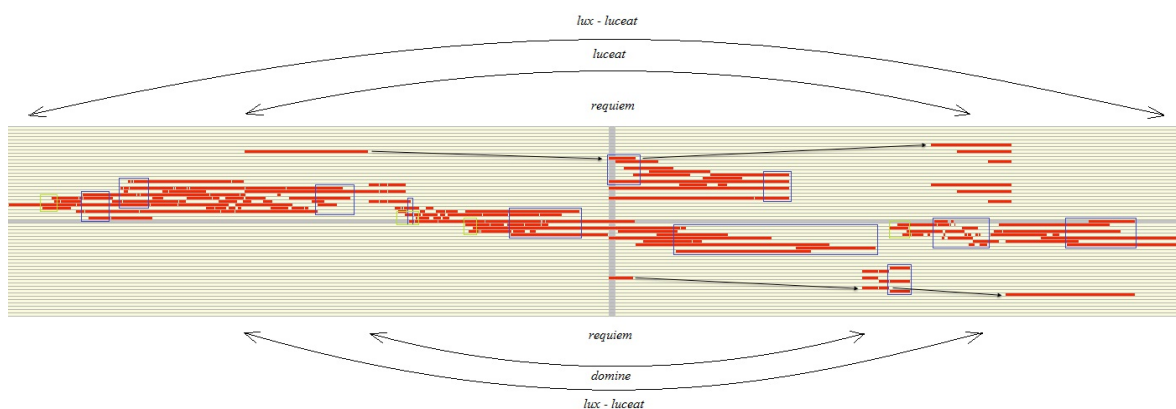 lux - luceat
luceat
requiem
requiem
domine
lux - luceat